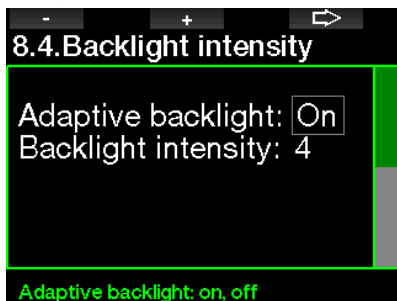 - +
8.4.Backlight intensity
Adaptive backlight: On
Backlight intensity: 4
Adaptive backlight: on, off